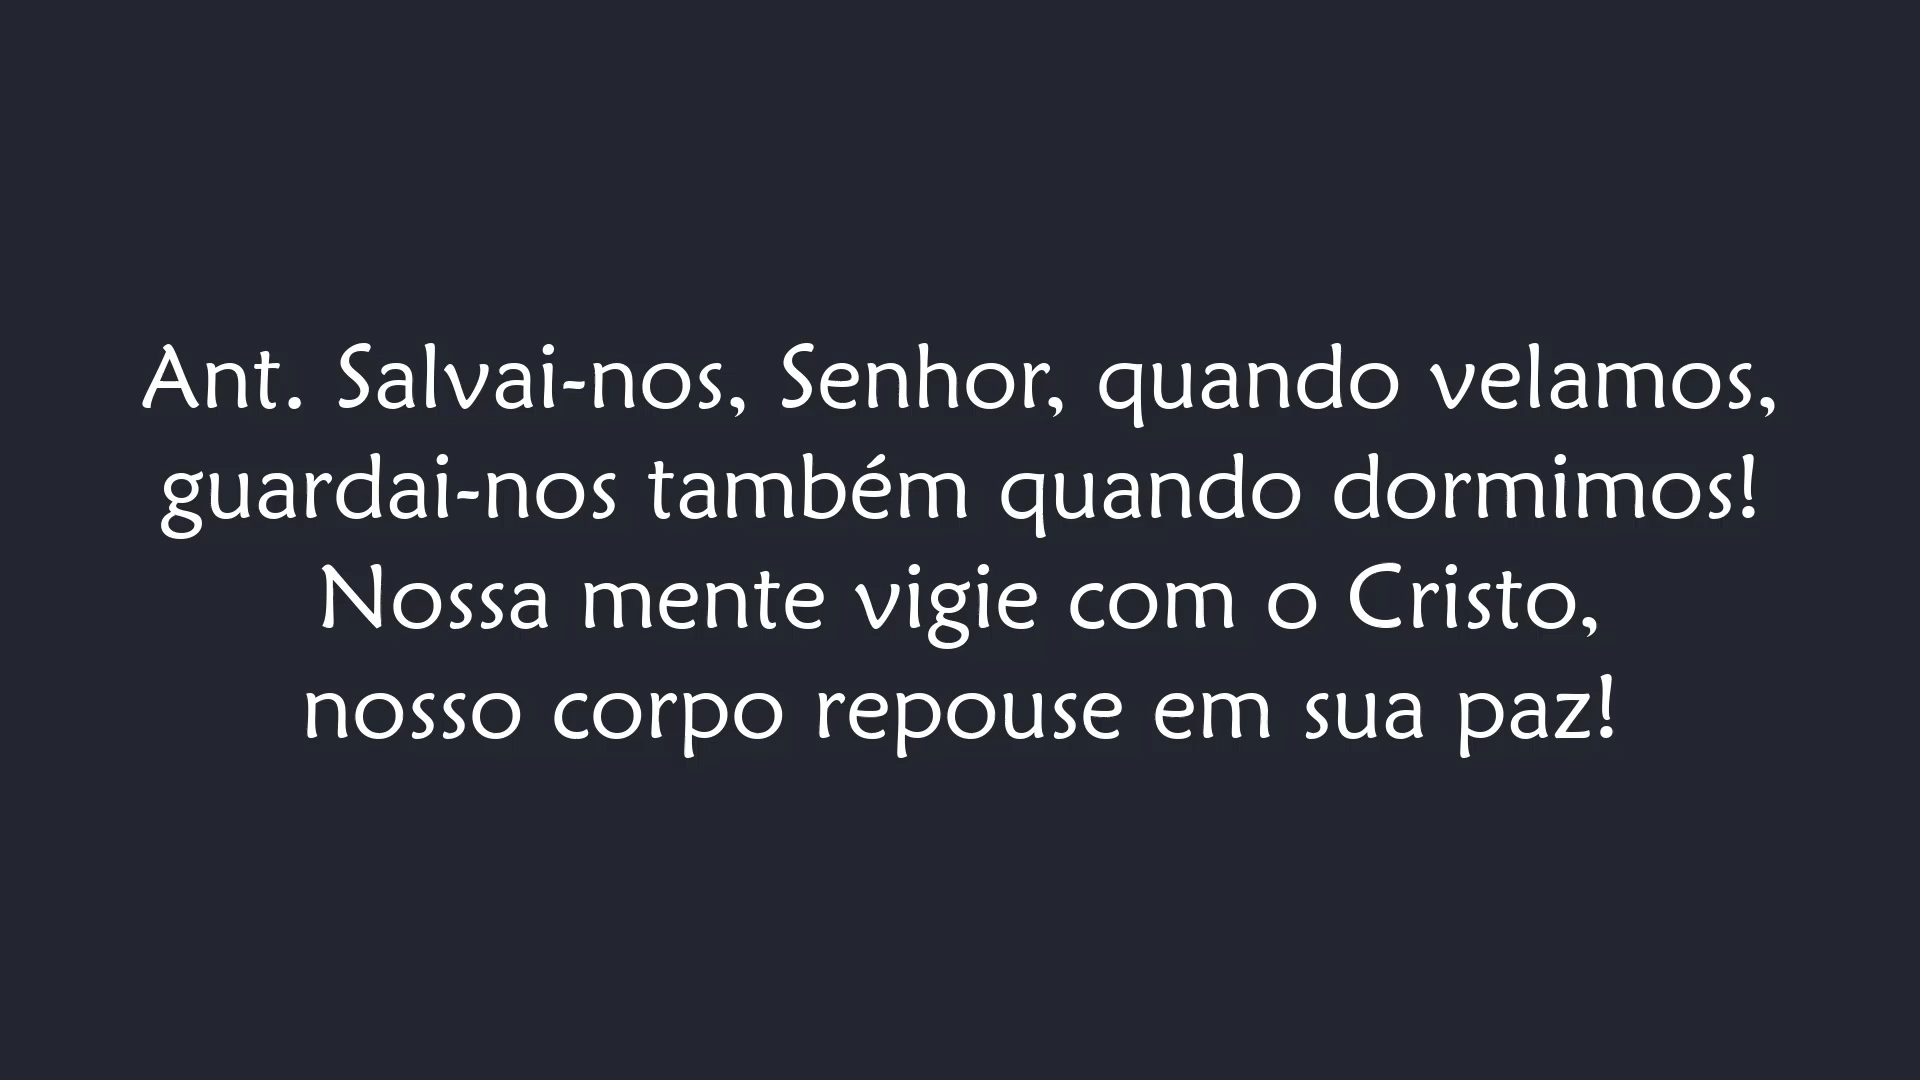 Ant. Salvai-nos, Senhor, quando velamos,
guardai-nos também quando dormimos!
Nossa mente vigie com o Cristo,
nosso corpo repouse em sua paz!